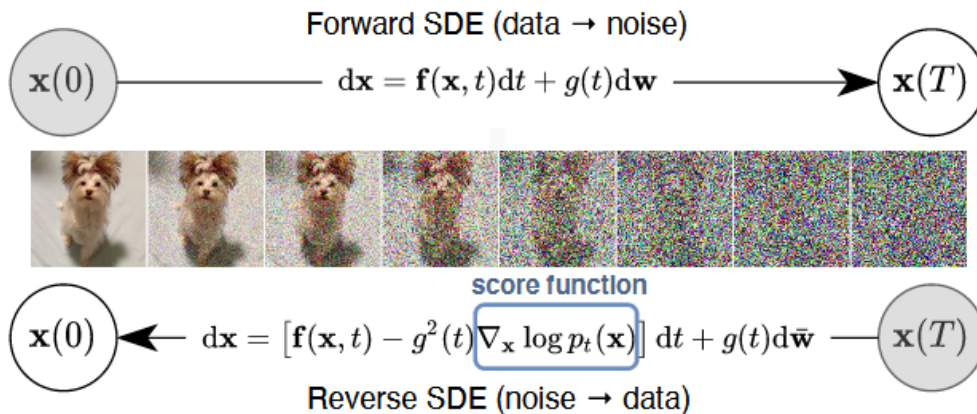 Forward SDE (data → noise)
x(0) dx = f(x, t)dt + g(t)dw x(T)
score function
x(0) dx = [f(x, t) − g²(t)∇ₓ log pₜ(x)] dt + g(t)dw̄ x(T)
Reverse SDE (noise → data)